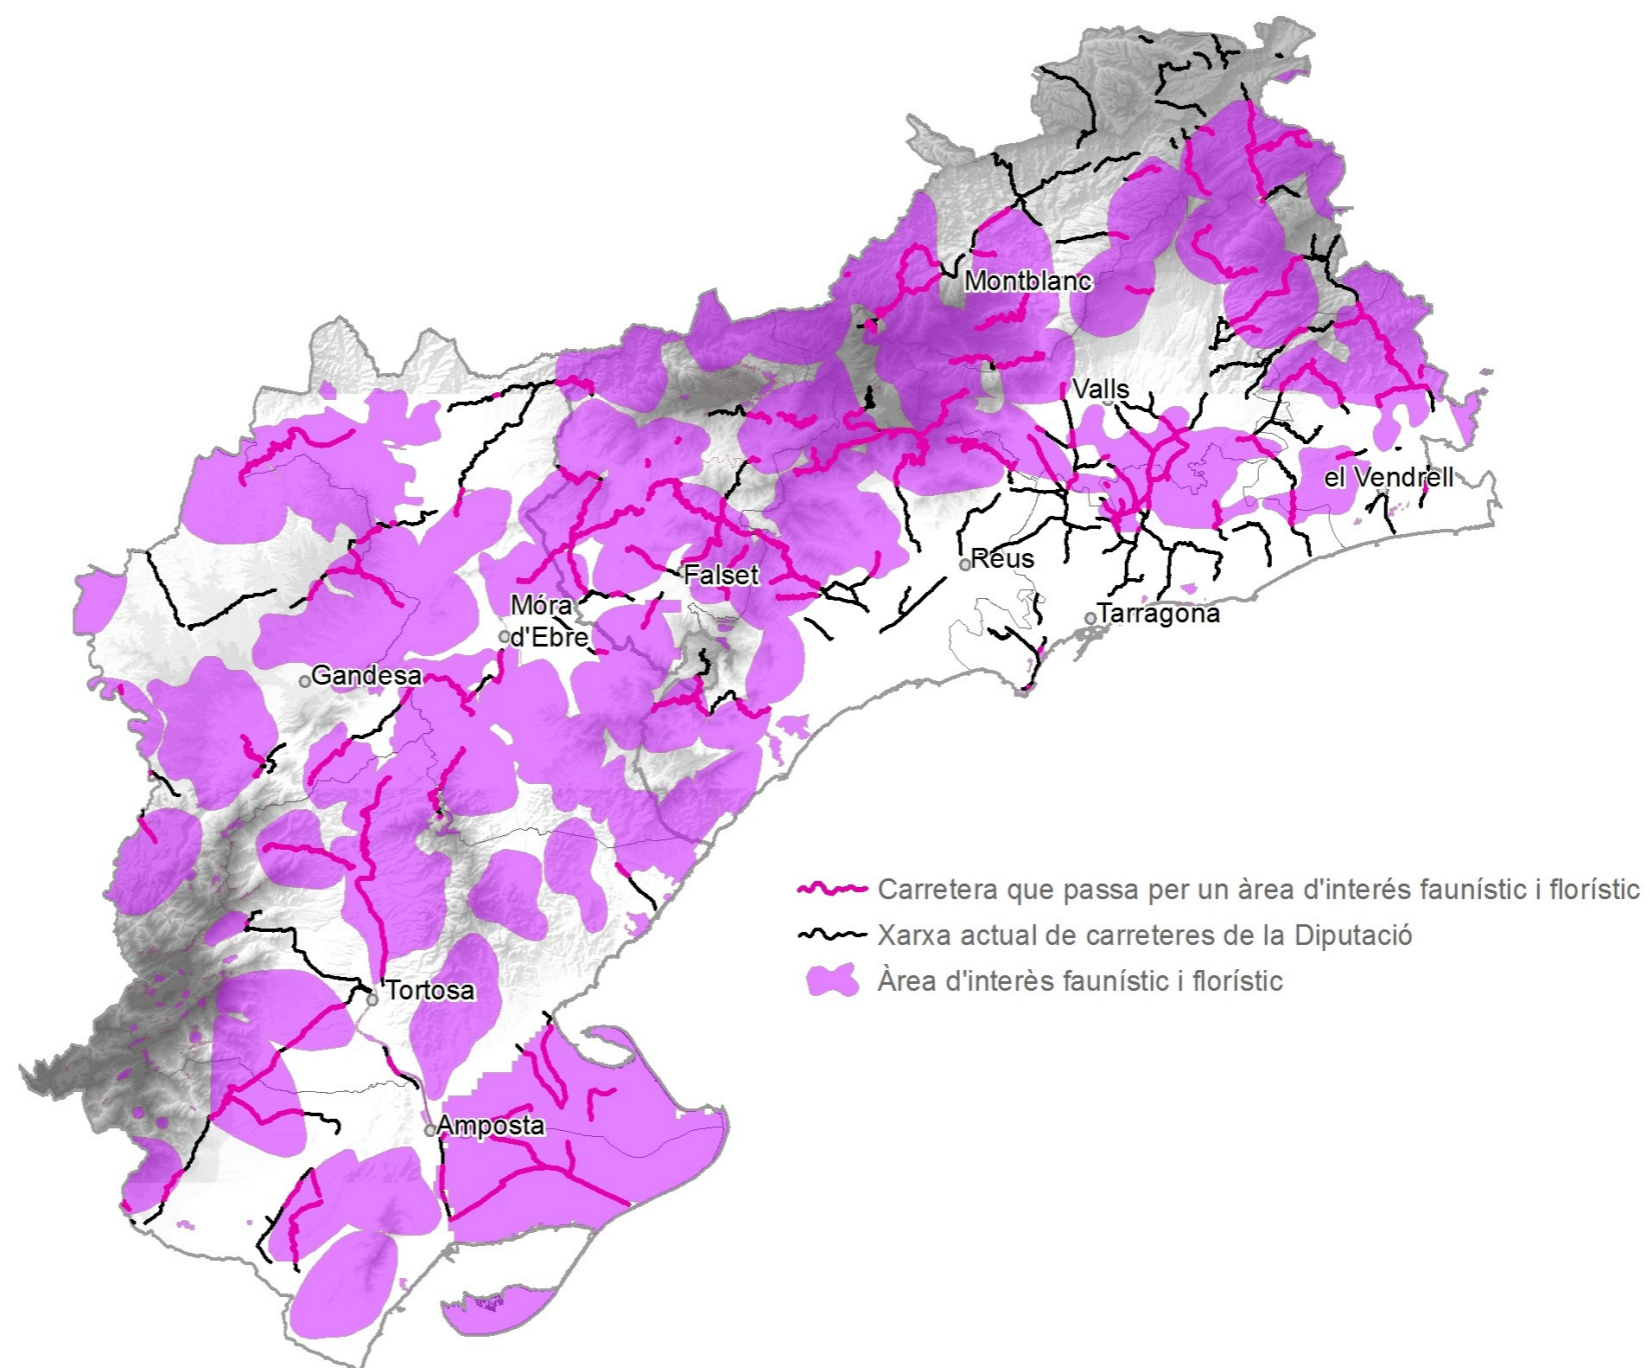 Montblanc
Valls
el Vendrell
Reus
Falset
Móra
d'Ebre
Tarragona
Gandesa
Carretera que passa per un àrea d'interés faunístic i florístic
Xarxa actual de carreteres de la Diputació
Àrea d'interès faunístic i florístic
Tortosa
Amposta